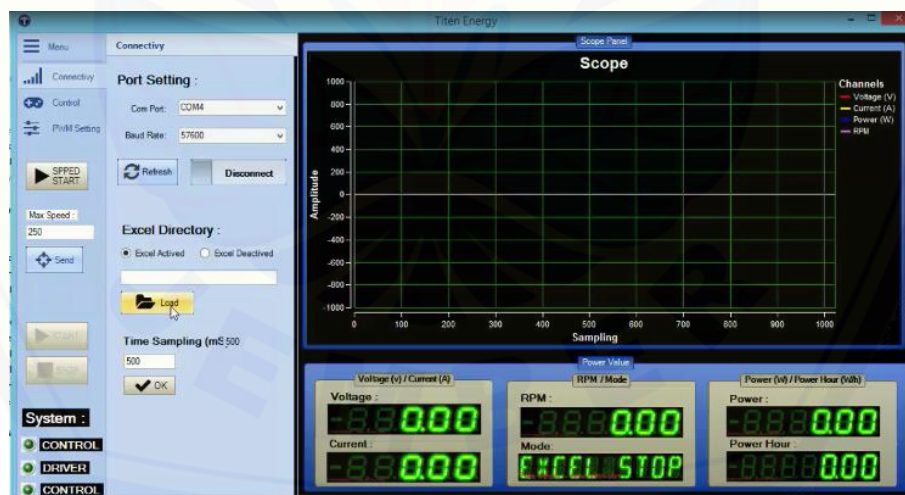 Titen Energy
Menu
Connectivy
Control
PWM Setting
SPPED START
Max Speed :
250
Send
START
System :
CONTROL
DRIVER
CONTROL
Connectivy
Port Setting :
Com Port: COM4
Baud Rate: 57600
Refresh
Disconnect
Excel Directory :
Excel Actived
Excel Deactived
Load
Time Sampling (mS 500
500
OK
Scope Panel
Scope
Amplitude
1000
800
600
400
200
0
-200
-400
-600
-800
-1000
0 100 200 300 400 500 600 700 800 900 1000
Sampling
Channels
Voltage (V)
Current (A)
Power (W)
RPM
Power Value
Voltage (v) / Current (A)
Voltage :
0.00
Current :
0.00
RPM / Mode
RPM :
0.00
Mode:
EXCEL STOP
Power (W) / Power Hour (Wh)
Power :
0.00
Power Hour :
0.00